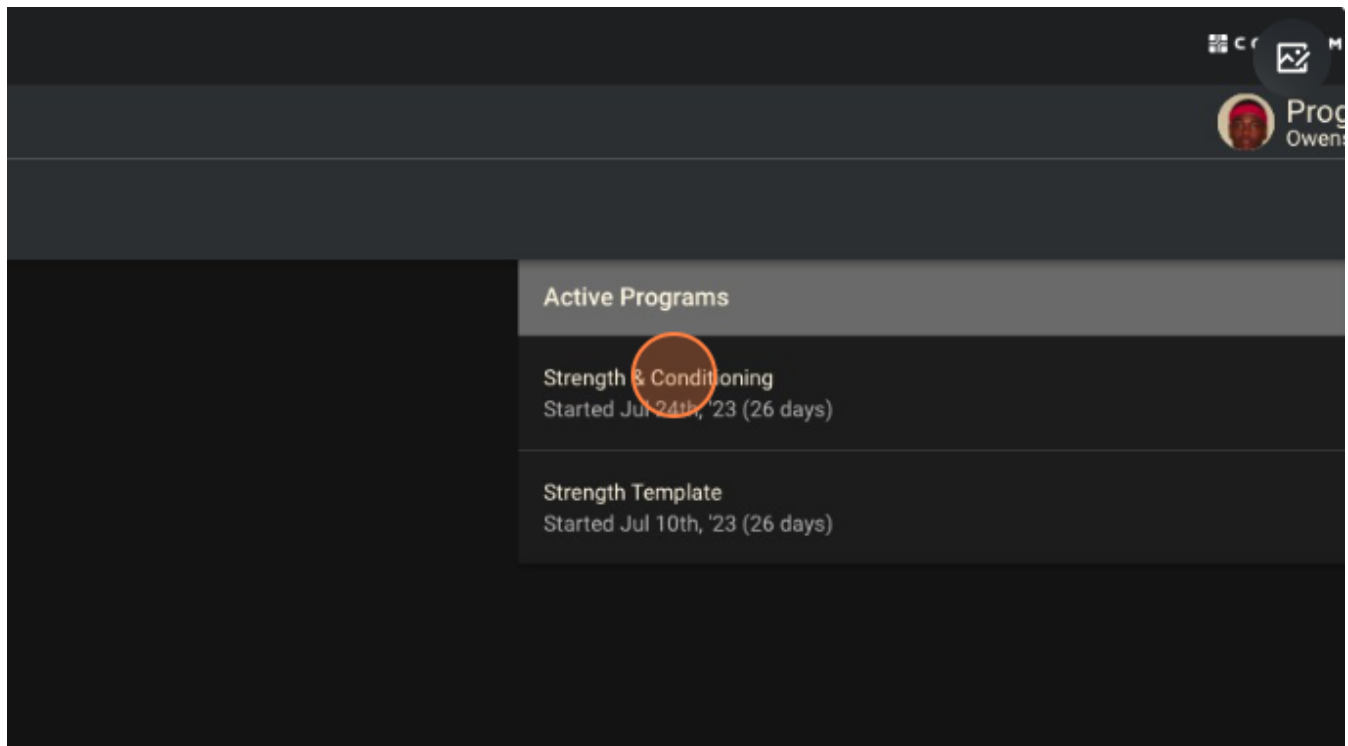 Prog
Owens
Active Programs
Strength & Conditioning
Started Jul 24th, '23 (26 days)
Strength Template
Started Jul 10th, '23 (26 days)